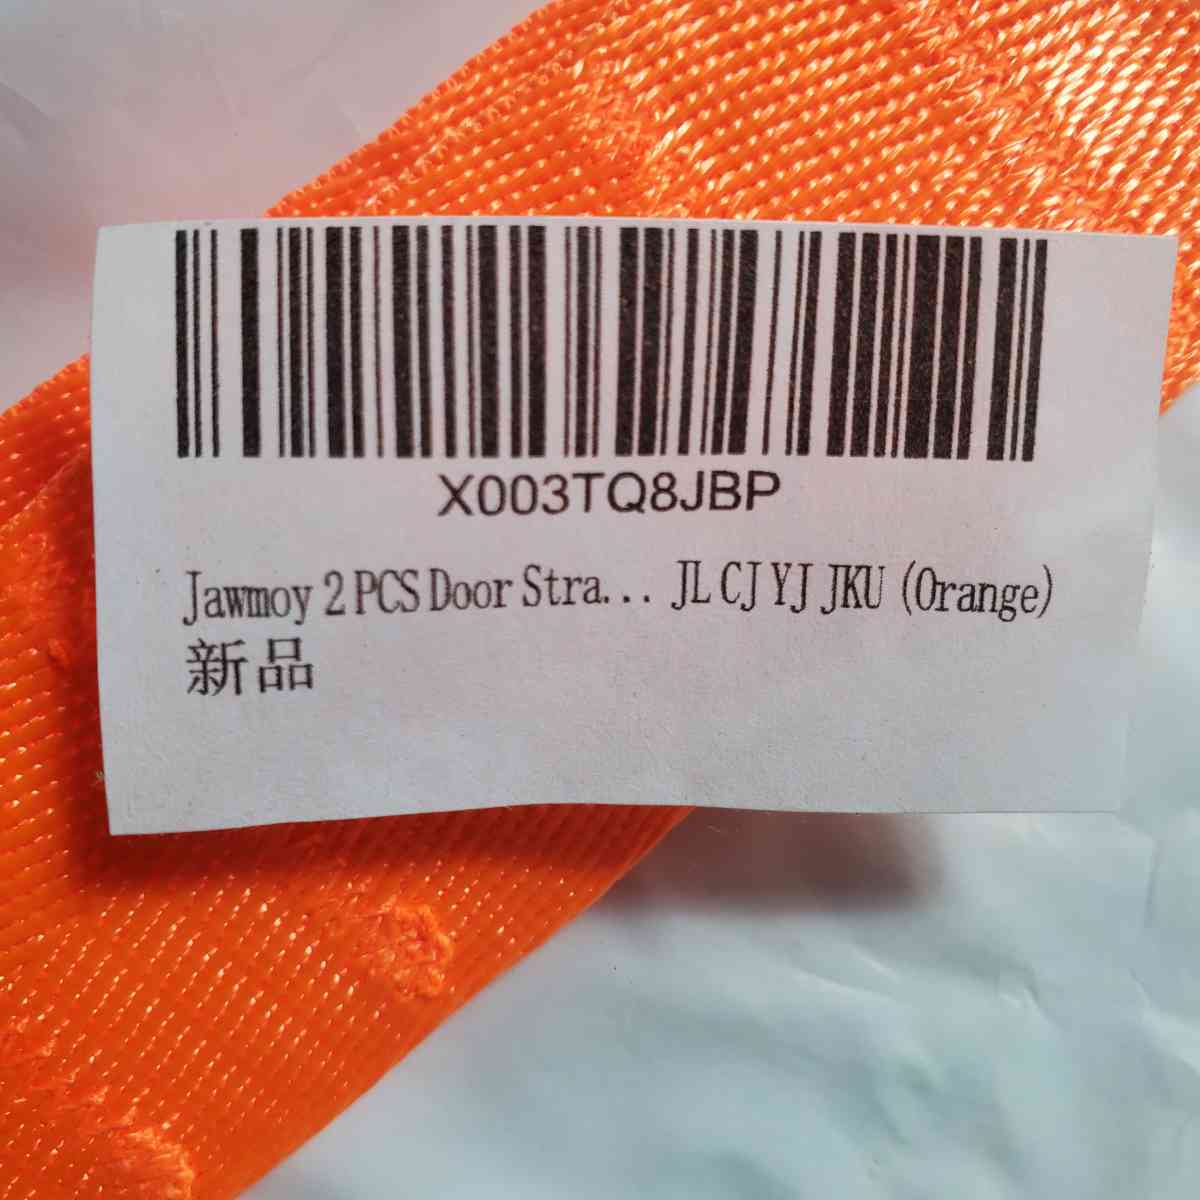 X003TQ8JBP
Jawmoy 2 PCS Door Stra... JL CJ YJ JKU (Orange)
新品